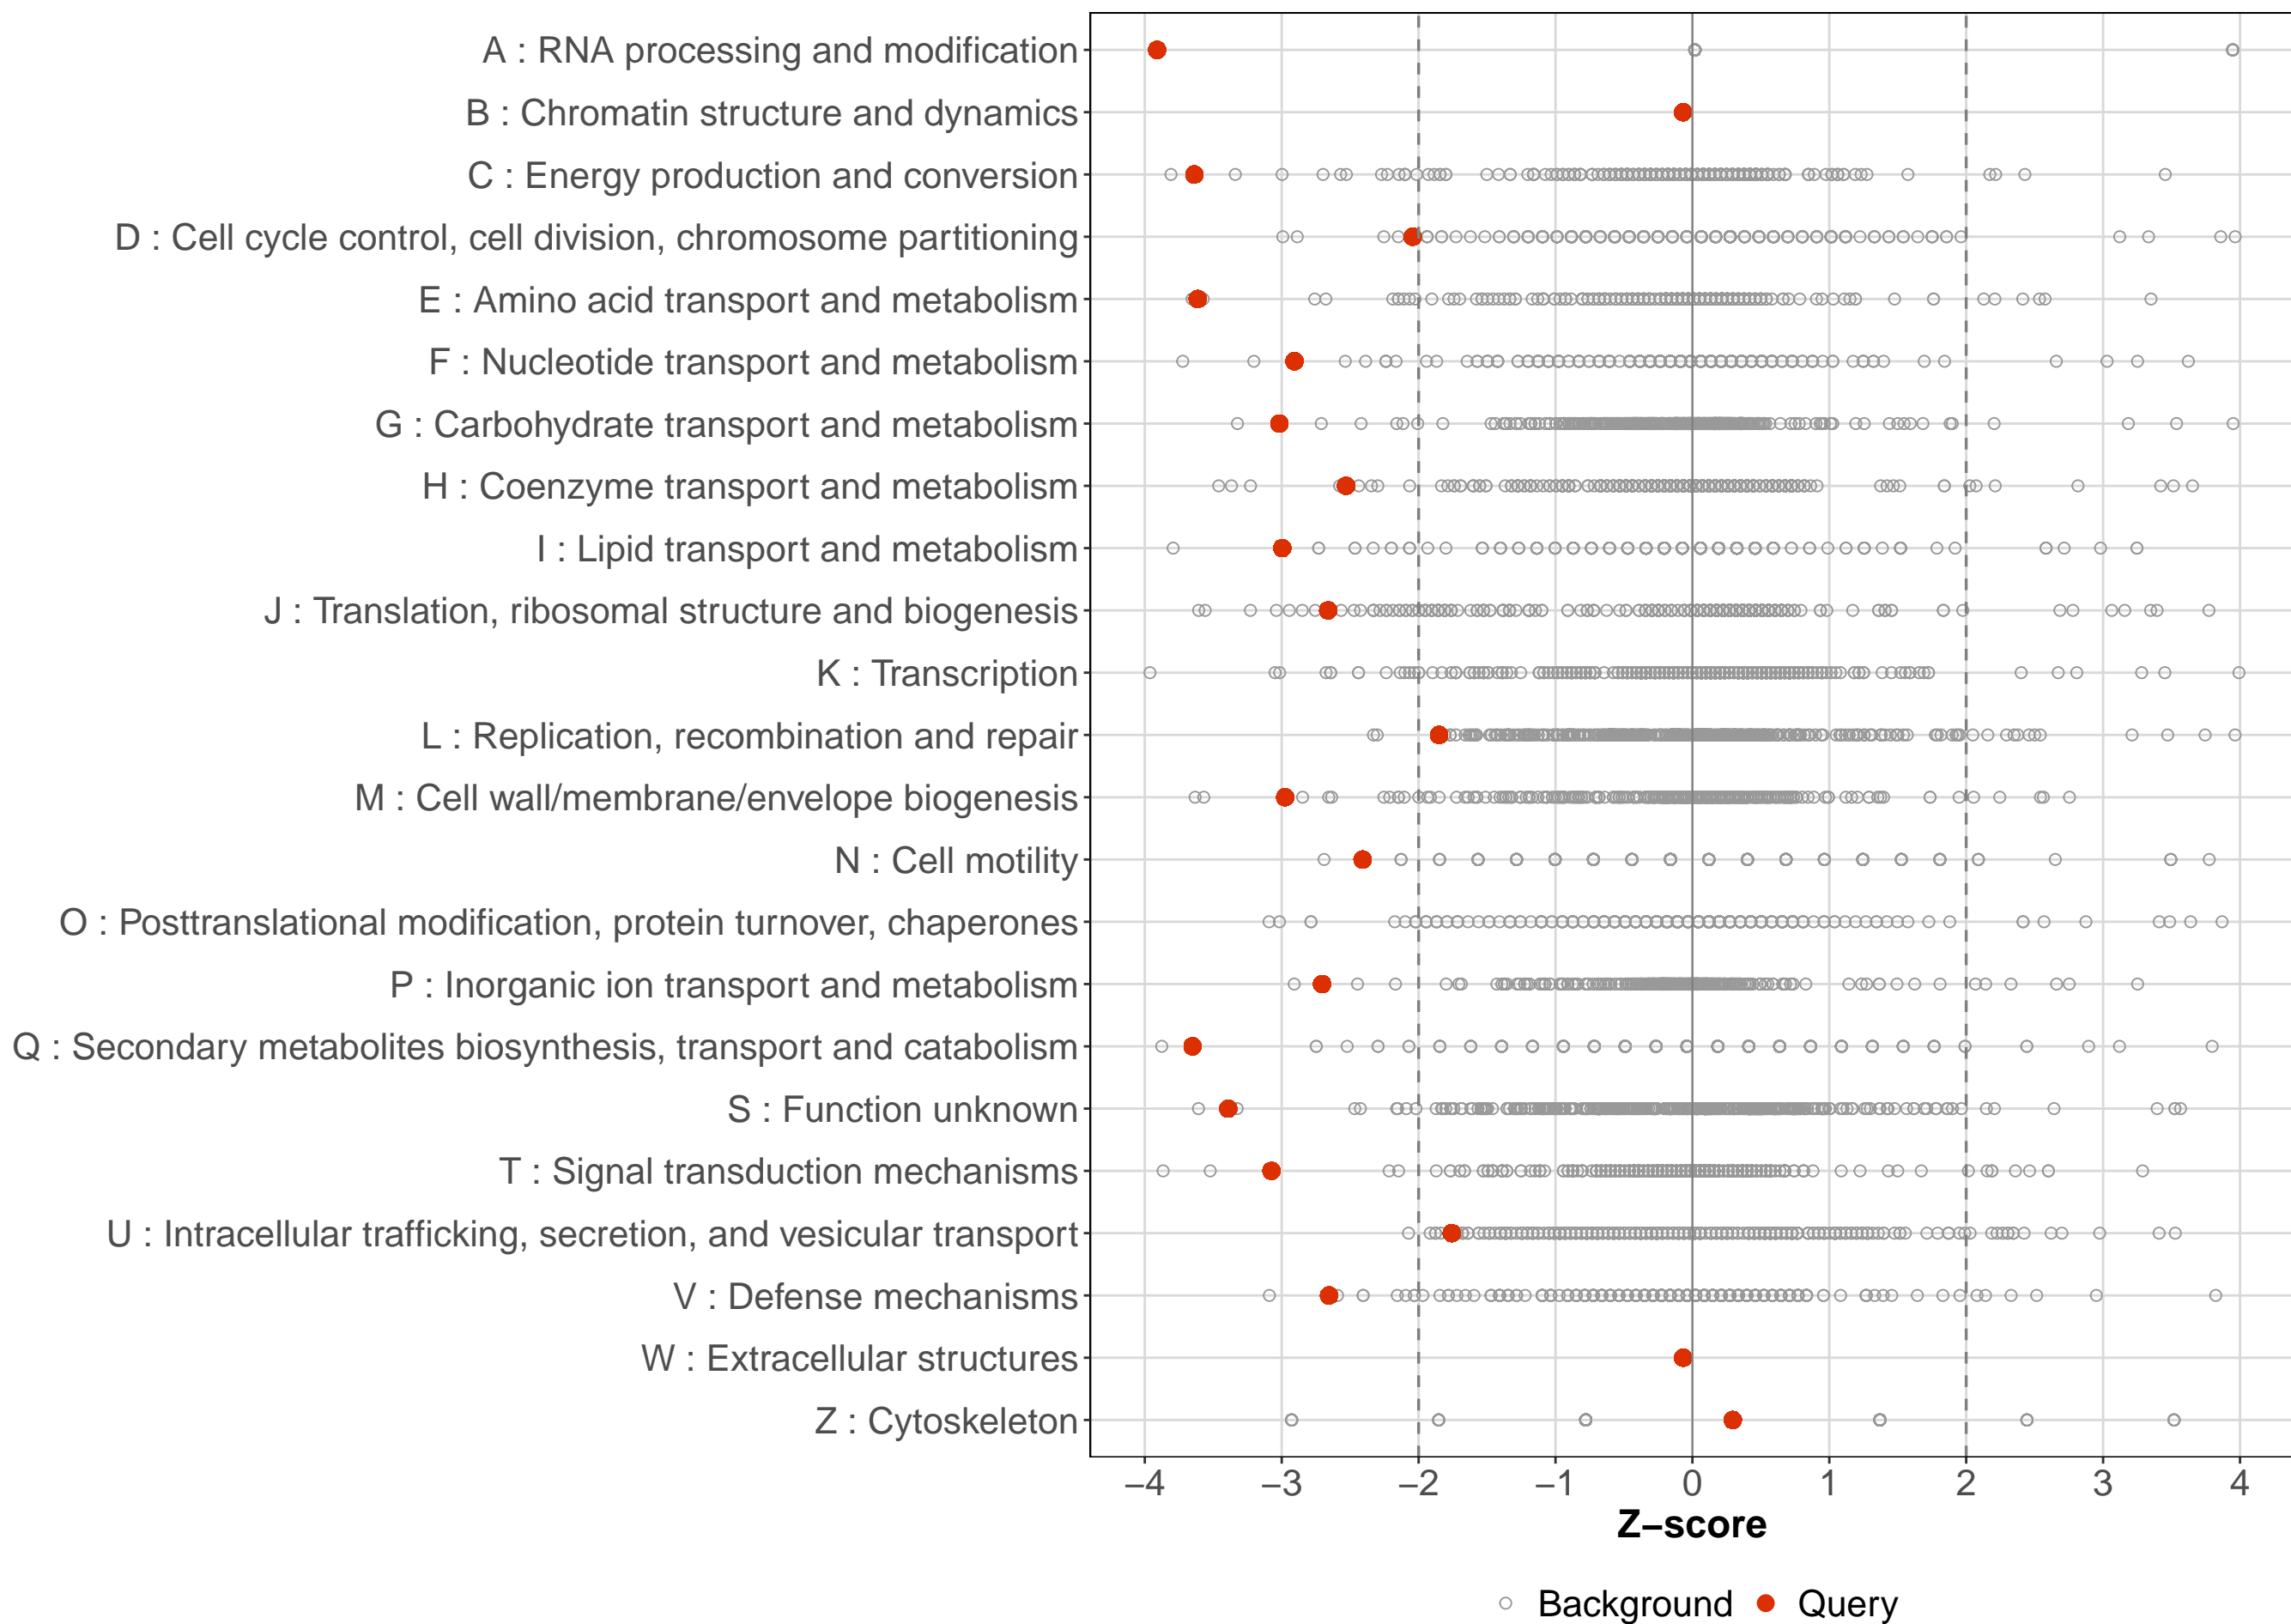 A : RNA processing and modification
B : Chromatin structure and dynamics
C : Energy production and conversion
D : Cell cycle control, cell division, chromosome partitioning
E : Amino acid transport and metabolism
F : Nucleotide transport and metabolism
G : Carbohydrate transport and metabolism
H : Coenzyme transport and metabolism
I : Lipid transport and metabolism
J : Translation, ribosomal structure and biogenesis
K : Transcription
L : Replication, recombination and repair
M : Cell wall/membrane/envelope biogenesis
N : Cell motility
O : Posttranslational modification, protein turnover, chaperones
P : Inorganic ion transport and metabolism
Q : Secondary metabolites biosynthesis, transport and catabolism
S : Function unknown
T : Signal transduction mechanisms
U : Intracellular trafficking, secretion, and vesicular transport
V : Defense mechanisms
W : Extracellular structures
Z : Cytoskeleton
−4 −3 −2 −1 0 1 2 3 4
Z−score
Background Query